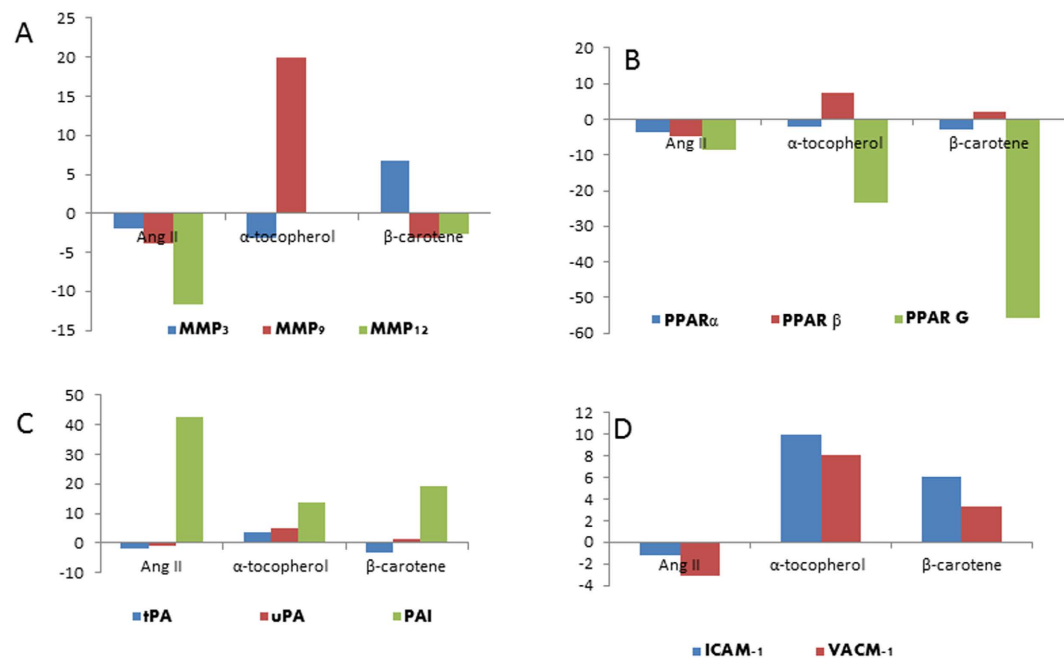 A
25
20
15
10
5
0
-5
-10
-15
Ang II α-tocopherol β-carotene
MMP3 MMP9 MMP12
B
20
10
0
-10
-20
-30
-40
-50
-60
Ang II α-tocopherol β-carotene
PPARα PPAR β PPAR G
C
50
40
30
20
10
0
-10
Ang II α-tocopherol β-carotene
tPA uPA PAI
D
12
10
8
6
4
2
0
-2
-4
Ang II α-tocopherol β-carotene
ICAM-1 VACM-1